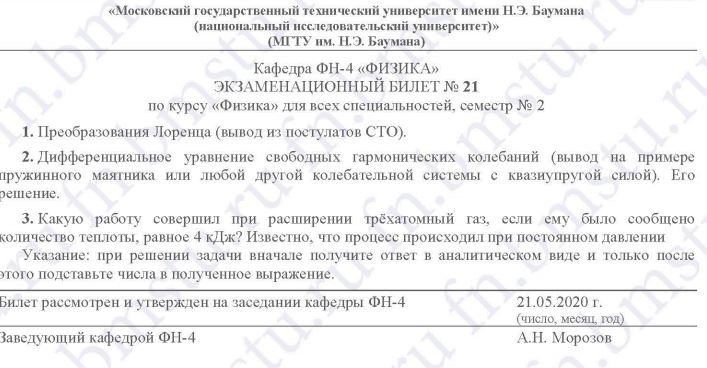 «Московский государственный технический университет имени Н.Э. Баумана
(национальный исследовательский университет)»
(МГТУ им. Н.Э. Баумана)
Кафедра ФН-4 «ФИЗИКА»
ЭКЗАМЕНАЦИОННЫЙ БИЛЕТ № 21
по курсу «Физика» для всех специальностей, семестр № 2
1. Преобразования Лоренца (вывод из постулатов СТО).
2. Дифференциальное уравнение свободных гармонических колебаний (вывод на примере
пружинного маятника или любой другой колебательной системы с квазиупругой силой). Его
решение.
3. Какую работу совершил при расширении трёхатомный газ, если ему было сообщено
количество теплоты, равное 4 кДж? Известно, что процесс происходил при постоянном давлении
Указание: при решении задачи вначале получите ответ в аналитическом виде и только после
этого подставьте числа в полученное выражение.
Билет рассмотрен и утвержден на заседании кафедры ФН-4 21.05.2020 г.
(число, месяц, год)
Заведующий кафедрой ФН-4 А.Н. Морозов
fn.bmstu.ru